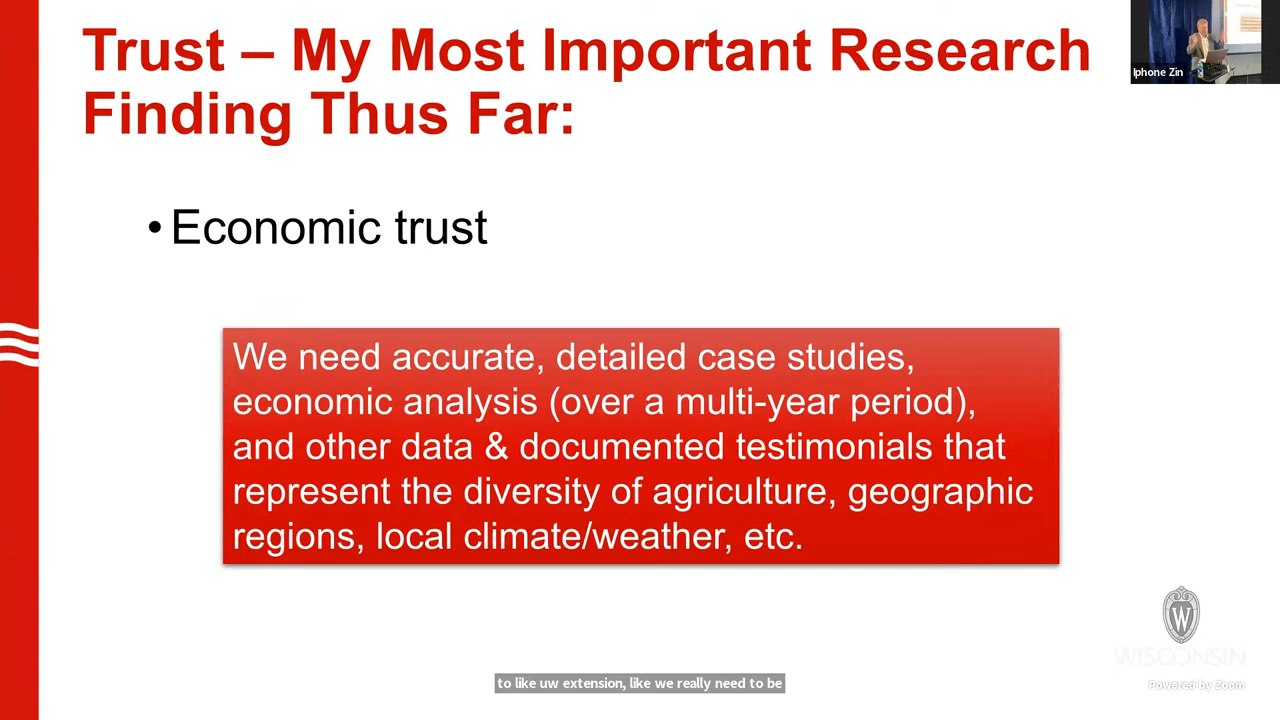 Trust – My Most Important Research
Finding Thus Far:
Iphone Zin
• Economic trust
We need accurate, detailed case studies,
economic analysis (over a multi-year period),
and other data & documented testimonials that
represent the diversity of agriculture, geographic
regions, local climate/weather, etc.
W
WISCONSIN
to like uw extension, like we really need to be
Powered by Zoom